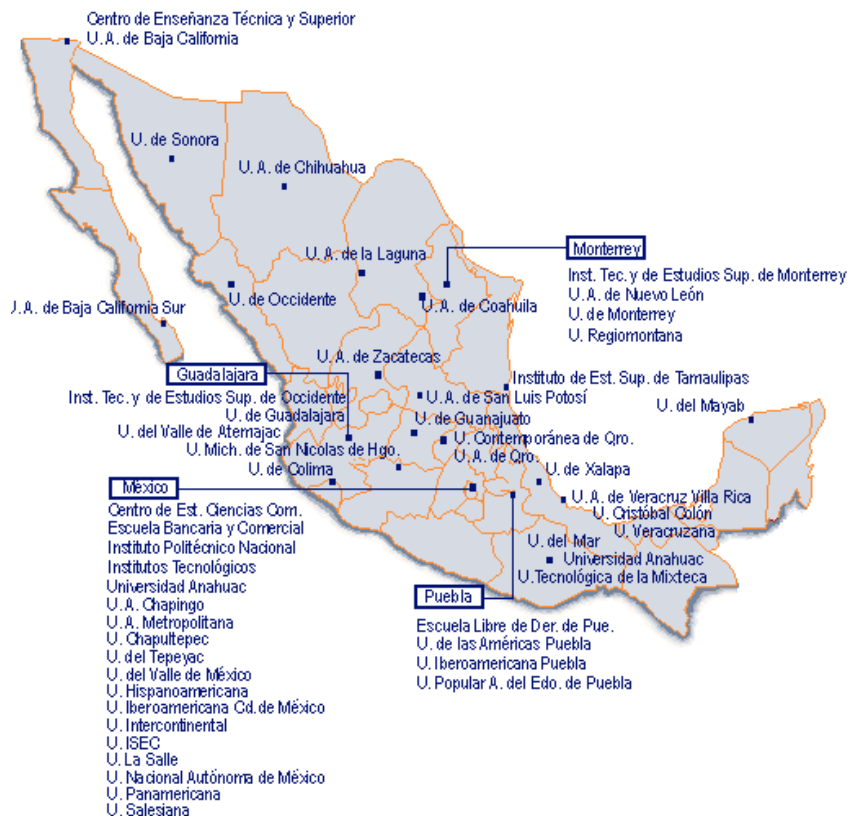 Centro de Enseñanza Técnica y Superior
U.A. de Baja California
U. de Sonora
U. A. de Chihuahua
U. A. de la Laguna
Monterrey
Inst. Tec. y de Estudios Sup. de Monterrey
U.A. de Nuevo León
U. de Monterrey
U. Regiomontana
U. de Occidente
U.A. de Coahuila
J.A. de Baja California Sur
U.A. de Zacatecas
Guadalajara
Inst. Tec. y de Estudios Sup. de Occidente
U. de Guadalajara
U. del Valle de Atemajac
U. Mich. de San Nicolas de Hgo.
U. de Colima
Instituto de Est. Sup. de Tamaulipas
U.A. de San Luis Potosí
U. de Guanajuato
U. Contemporánea de Qro.
U.A. de Qro.
U. del Mayab
U. de Xalapa
U.A. de Veracruz Villa Rica
U. Cristóbal Colón
U. Veracruzana
U. del Mar
Universidad Anahuac
U.Tecnológica de la Mixteca
México
Centro de Est. Ciencias Com.
Escuela Bancaria y Comercial
Instituto Politécnico Nacional
Institutos Tecnológicos
Universidad Anahuac
U.A. Chapingo
U.A. Metropolitana
U. Chapultepec
U. del Tepeyac
U. del Valle de México
U. Hispanoamericana
U. Iberoamericana Cd. de México
U. Intercontinental
U. ISEC
U. La Salle
U. Nacional Autónoma de México
U. Panamericana
U. Salesiana
Puebla
Escuela Libre de Der. de Pue.
U. de las Américas Puebla
U. Iberoamericana Puebla
U. Popular A. del Edo. de Puebla